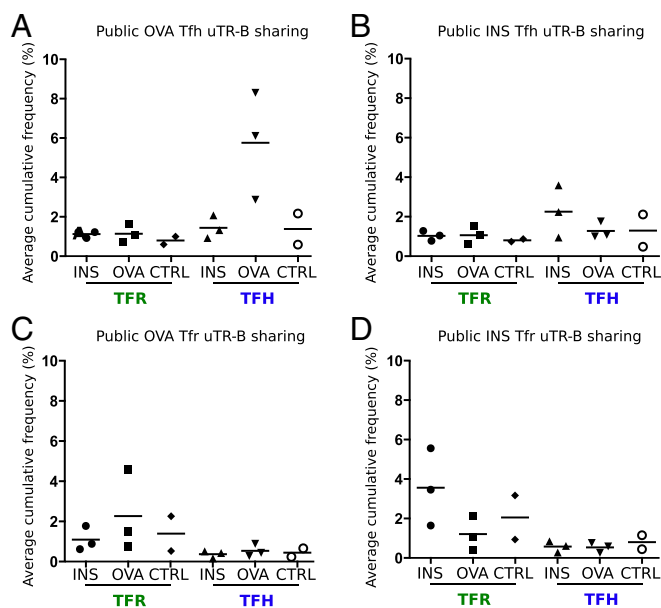 A
Public OVA Tfh uTR-B sharing
Average cumulative frequency (%)
10
8
6
4
2
0
INS OVA CTRL INS OVA CTRL
TFR TFH
B
Public INS Tfh uTR-B sharing
Average cumulative frequency (%)
10
8
6
4
2
0
INS OVA CTRL INS OVA CTRL
TFR TFH
C
Public OVA Tfr uTR-B sharing
Average cumulative frequency (%)
10
8
6
4
2
0
INS OVA CTRL INS OVA CTRL
TFR TFH
D
Public INS Tfr uTR-B sharing
Average cumulative frequency (%)
10
8
6
4
2
0
INS OVA CTRL INS OVA CTRL
TFR TFH